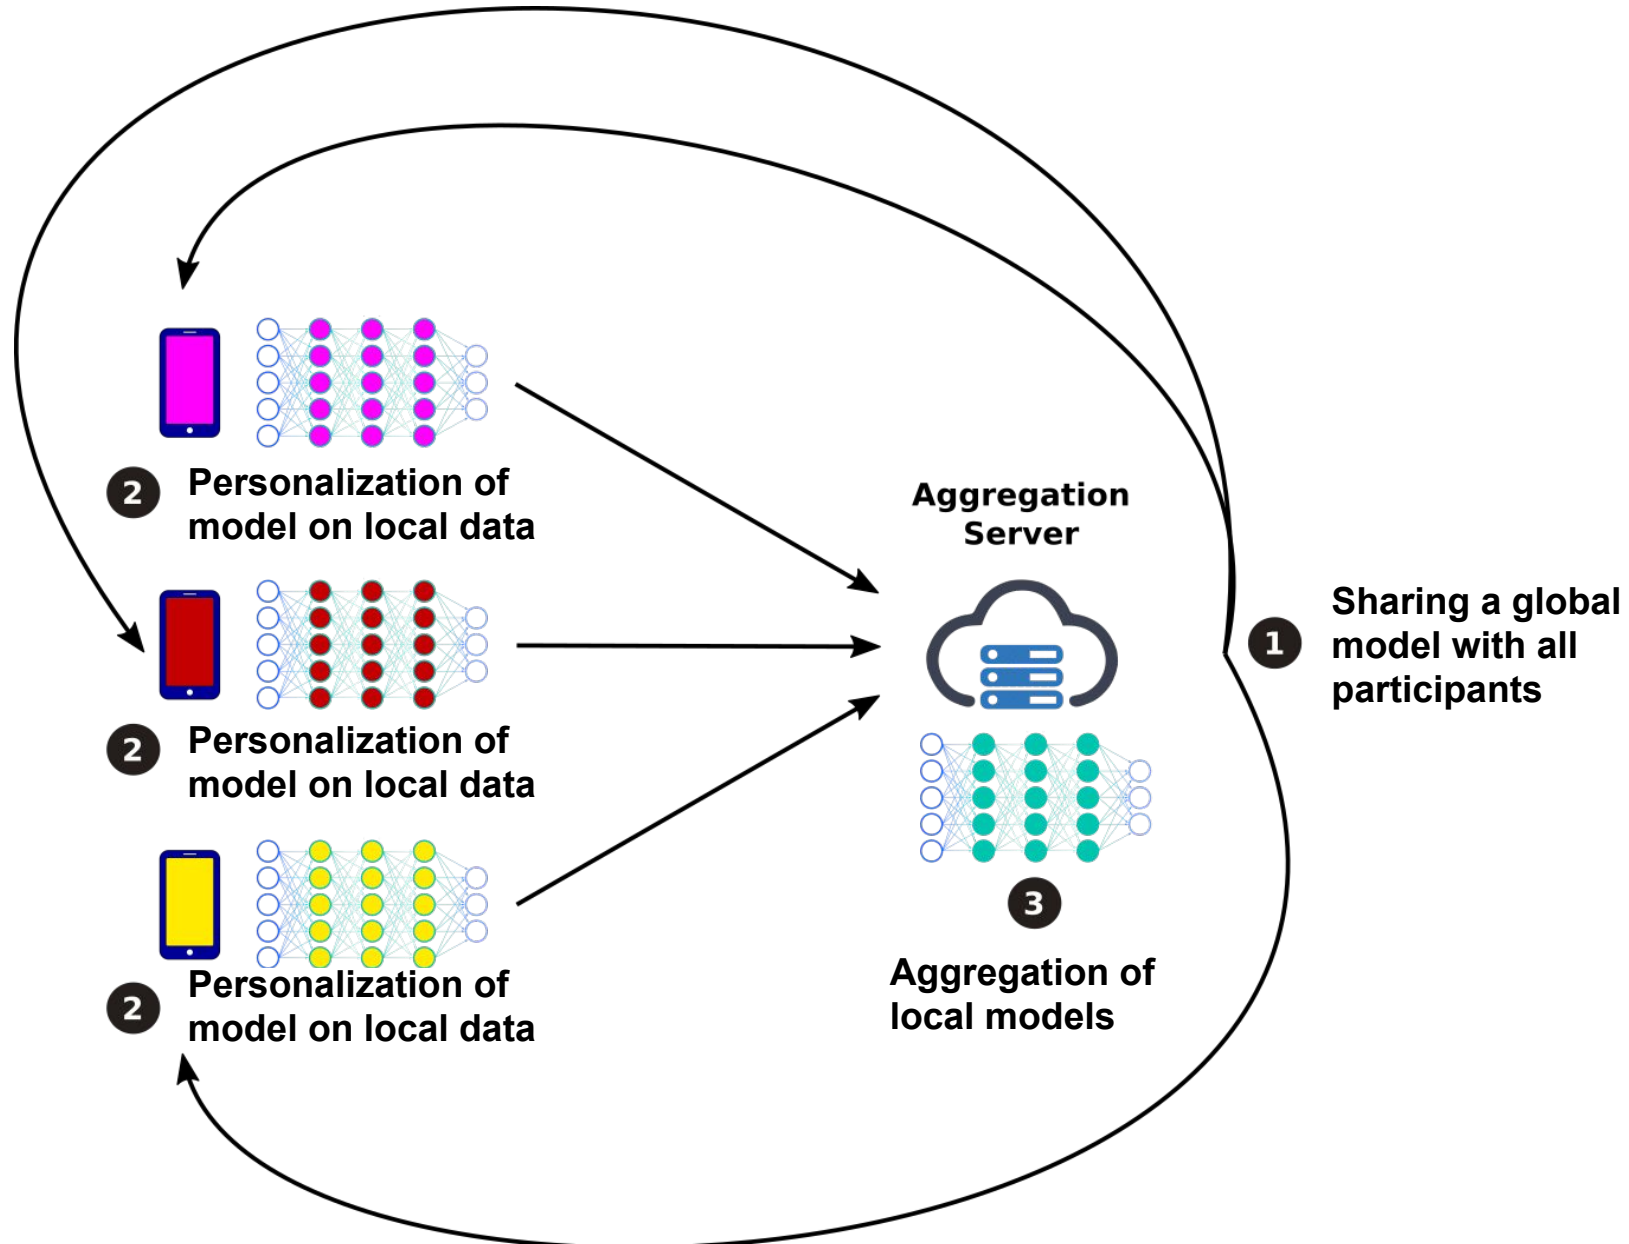 2
Personalization of
model on local data
2
Personalization of
model on local data
2
Personalization of
model on local data
Aggregation
Server
3
Aggregation of
local models
1
Sharing a global
model with all
participants